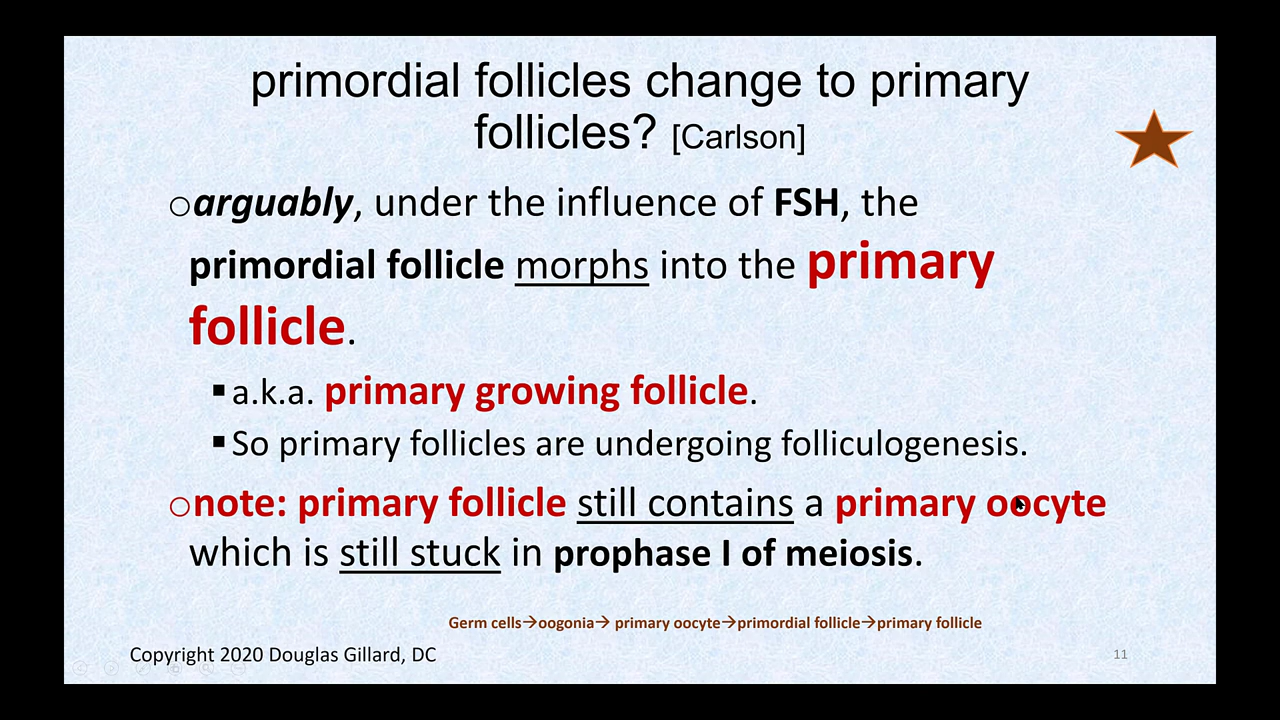 primordial follicles change to primary
follicles? [Carlson]
oarguably, under the influence of FSH, the
primordial follicle morphs into the primary
follicle.
▪a.k.a. primary growing follicle.
▪So primary follicles are undergoing folliculogenesis.
onote: primary follicle still contains a primary oocyte
which is still stuck in prophase I of meiosis.
Germ cells→oogonia→ primary oocyte→primordial follicle→primary follicle
Copyright 2020 Douglas Gillard, DC
11